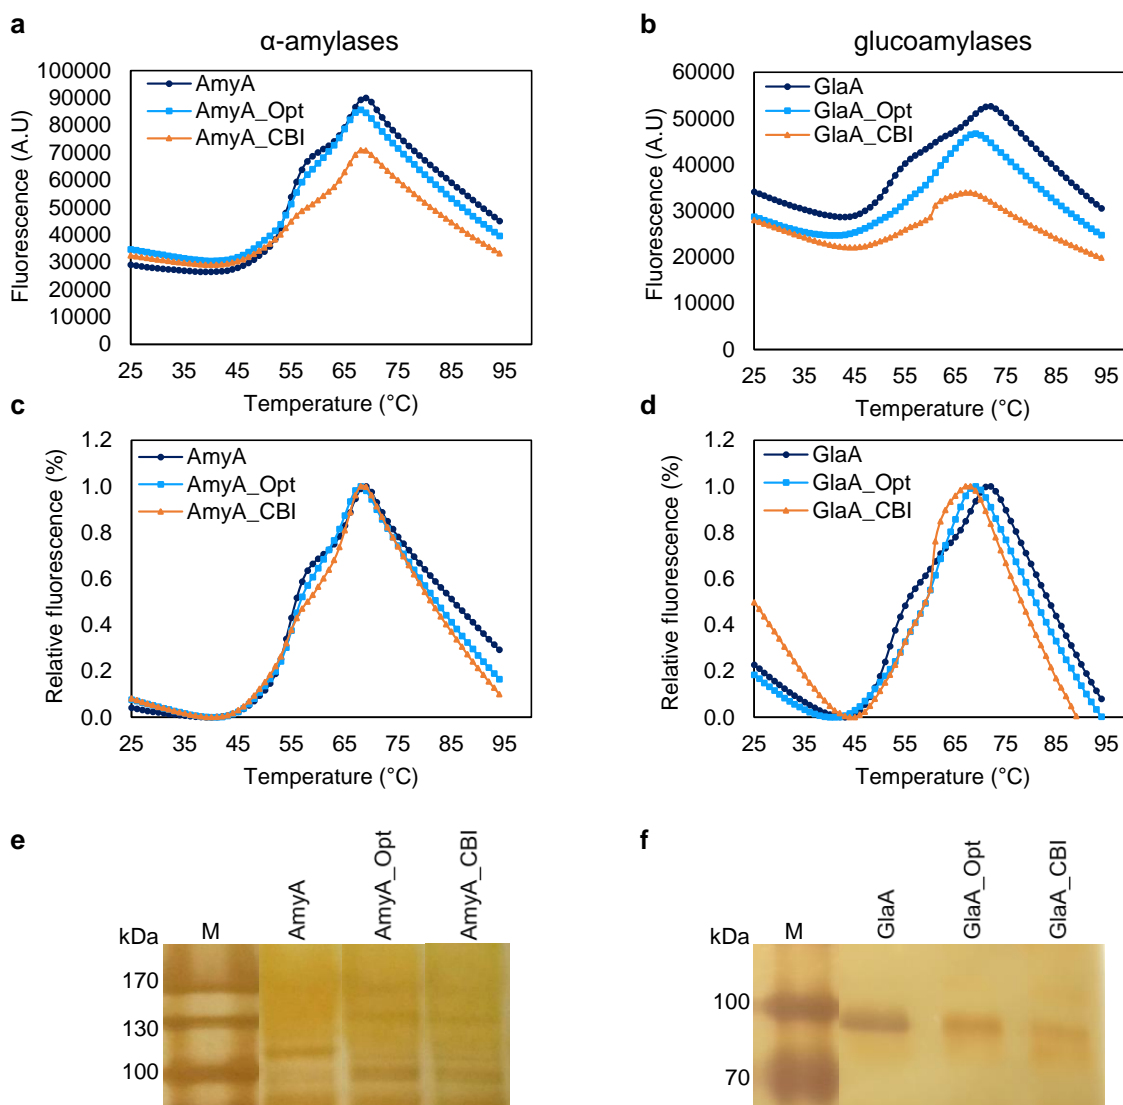 a
α-amylases
100000
90000
80000
70000
60000
50000
40000
30000
20000
10000
0
Fluorescence (A.U)
AmyA
AmyA_Opt
AmyA_CBI
25 35 45 55 65 75 85 95
Temperature (°C)
b
glucoamylases
60000
50000
40000
30000
20000
10000
0
Fluorescence (A.U)
GlaA
GlaA_Opt
GlaA_CBI
25 35 45 55 65 75 85 95
Temperature (°C)
c
1.2
1.0
0.8
0.6
0.4
0.2
0.0
Relative fluorescence (%)
AmyA
AmyA_Opt
AmyA_CBI
25 35 45 55 65 75 85 95
Temperature (°C)
d
1.2
1.0
0.8
0.6
0.4
0.2
0.0
Relative fluorescence (%)
GlaA
GlaA_Opt
GlaA_CBI
25 35 45 55 65 75 85 95
Temperature (°C)
e
kDa
M
AmyA
AmyA_Opt
AmyA_CBI
170
130
100
f
kDa
M
GlaA
GlaA_Opt
GlaA_CBI
100
70